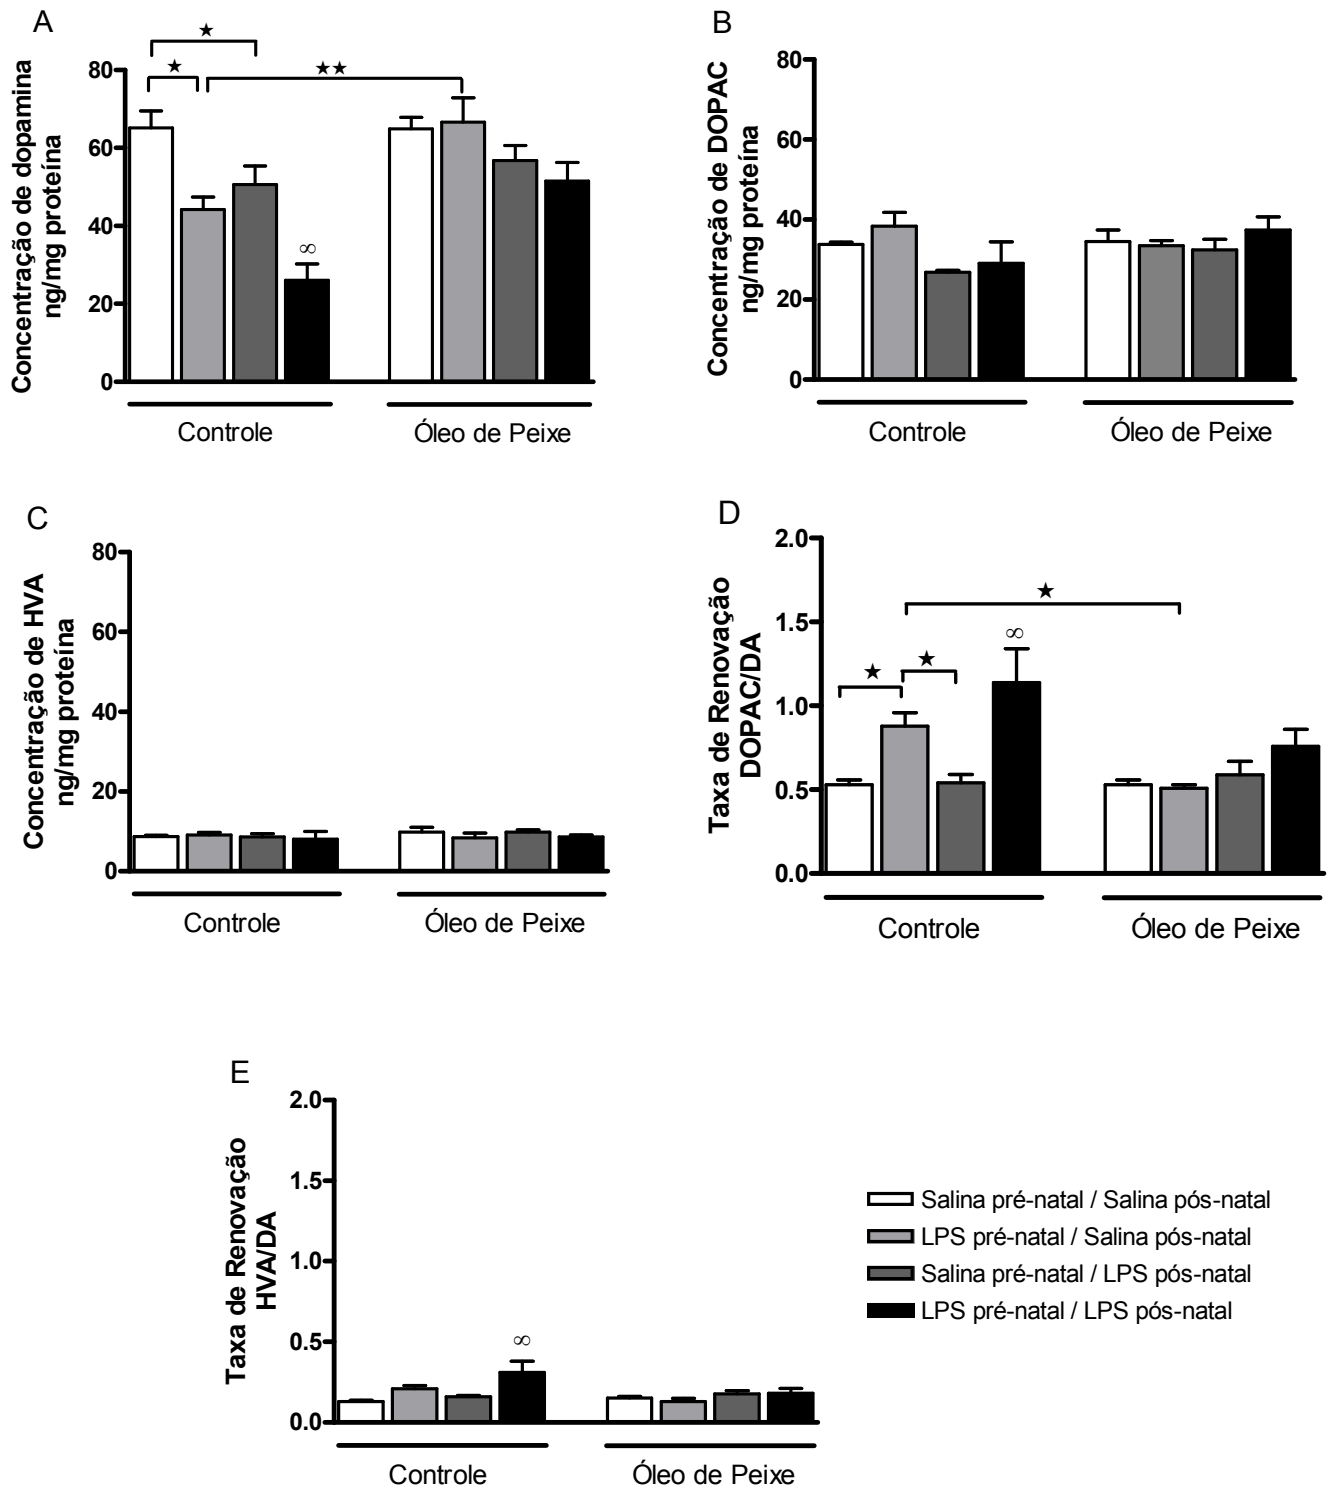 A
★
★
★★
Concentração de dopamina
ng/mg proteína
80
60
40
20
0
∞
Controle
Óleo de Peixe
B
Concentração de DOPAC
ng/mg proteína
80
60
40
20
0
Controle
Óleo de Peixe
C
Concentração de HVA
ng/mg proteína
80
60
40
20
0
Controle
Óleo de Peixe
D
Taxa de Renovação
DOPAC/DA
2.0
1.5
1.0
0.5
0.0
★
★
★
∞
Controle
Óleo de Peixe
E
Taxa de Renovação
HVA/DA
2.0
1.5
1.0
0.5
0.0
∞
Controle
Óleo de Peixe
Salina pré-natal / Salina pós-natal
LPS pré-natal / Salina pós-natal
Salina pré-natal / LPS pós-natal
LPS pré-natal / LPS pós-natal